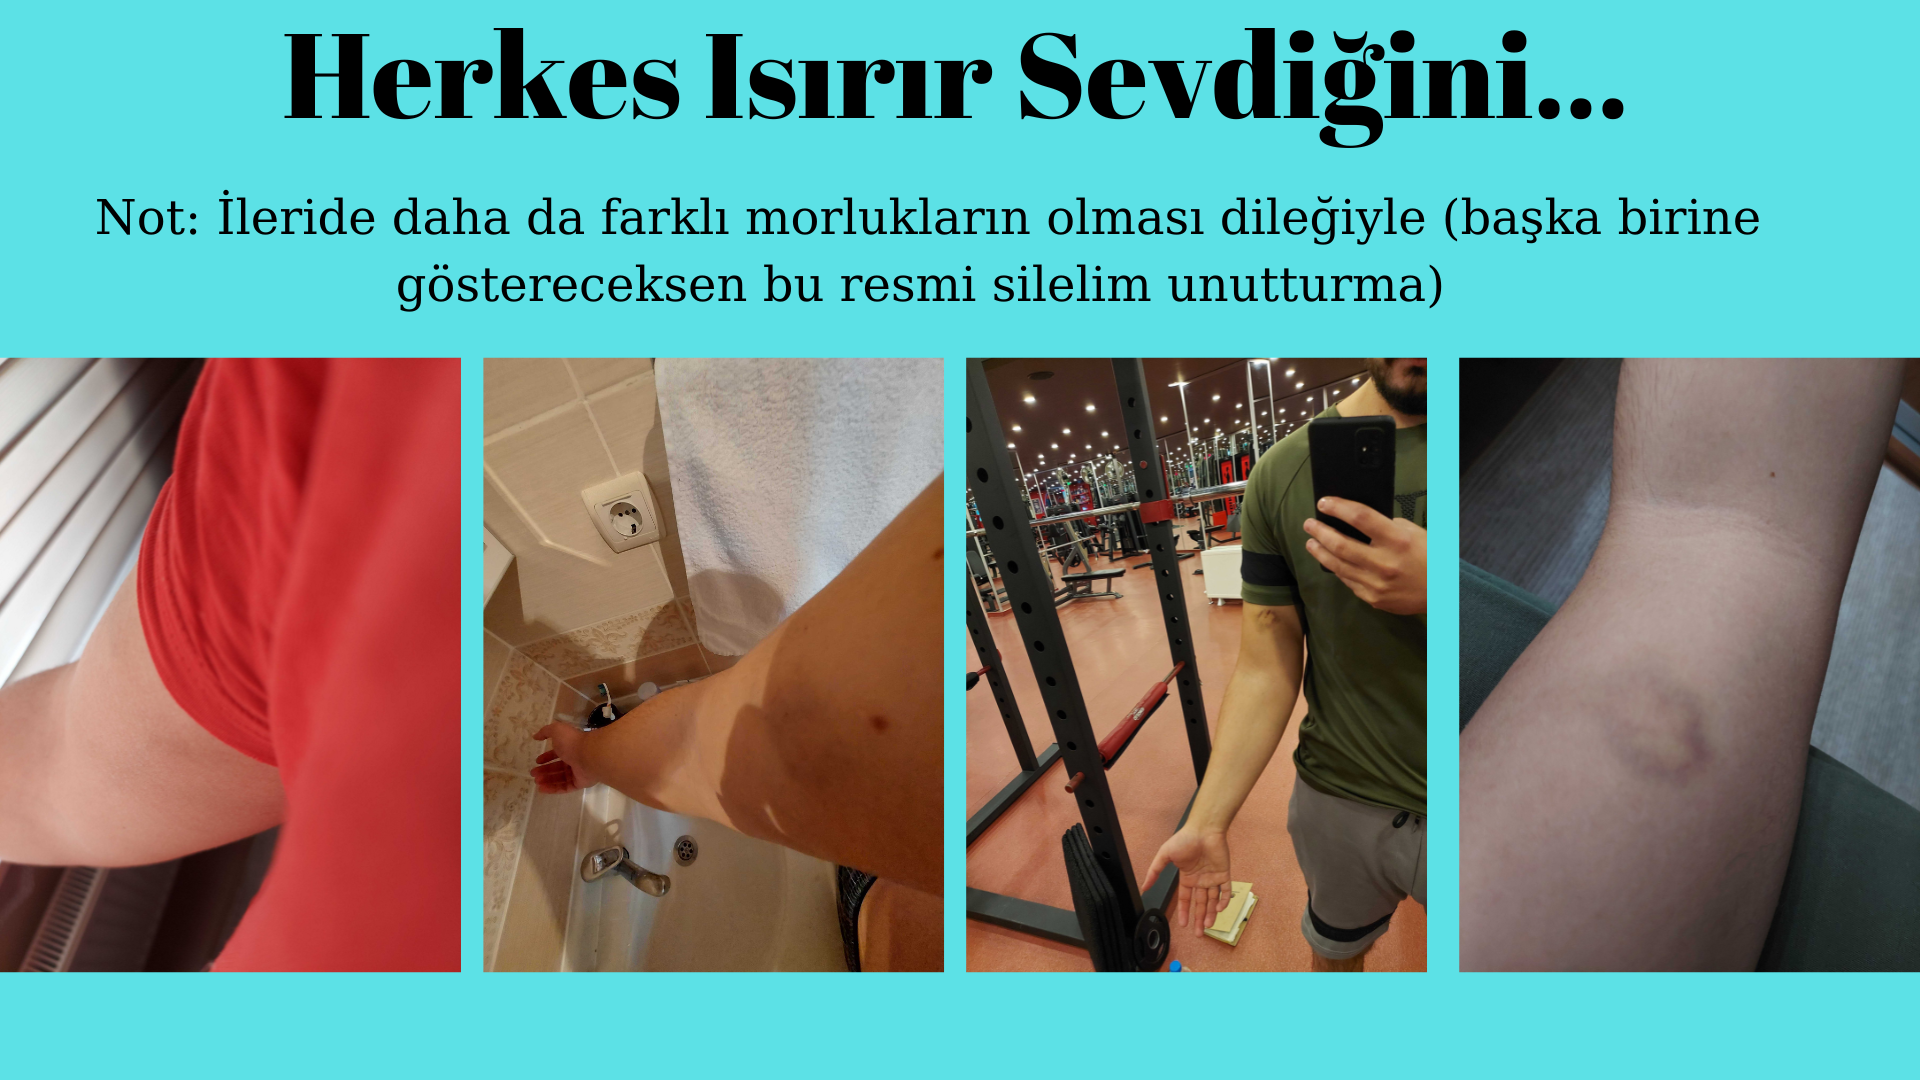 Herkes Isırır Sevdiğini...
Not: İleride daha da farklı morlukların olması dileğiyle (başka birine
göstereceksen bu resmi silelim unutturma)